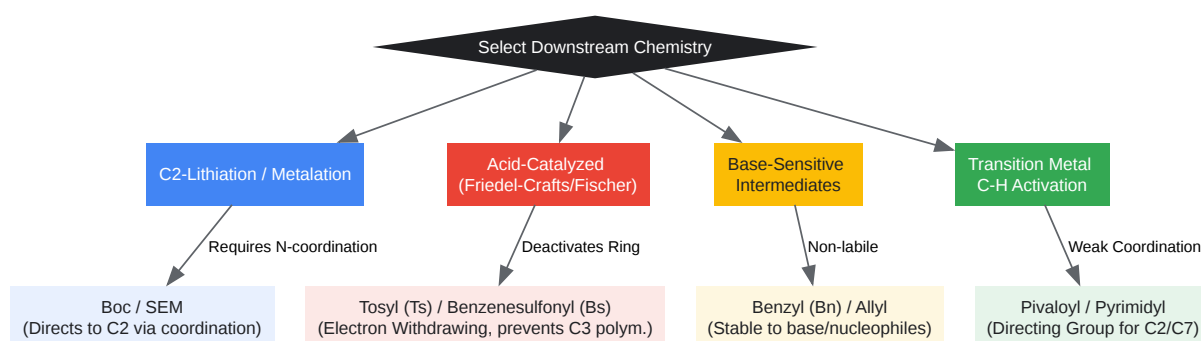 Select Downstream Chemistry
C2-Lithiation / Metalation
Acid-Catalyzed
(Friedel-Crafts/Fischer)
Base-Sensitive
Intermediates
Transition Metal
C-H Activation
Requires N-coordination
Deactivates Ring
Non-labile
Weak Coordination
Boc / SEM
(Directs to C2 via coordination)
Tosyl (Ts) / Benzenesulfonyl (Bs)
(Electron Withdrawing, prevents C3 polym.)
Benzyl (Bn) / Allyl
(Stable to base/nucleophiles)
Pivaloyl / Pyrimidyl
(Directing Group for C2/C7)